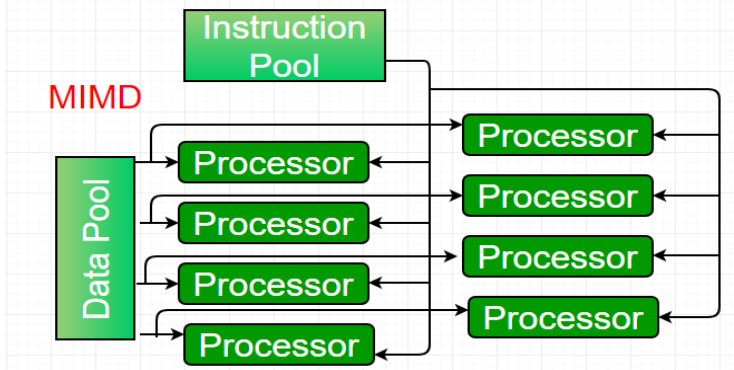 Instruction
Pool
MIMD
Processor
Processor
Processor
Processor
Data Pool
Processor
Processor
Processor
Processor